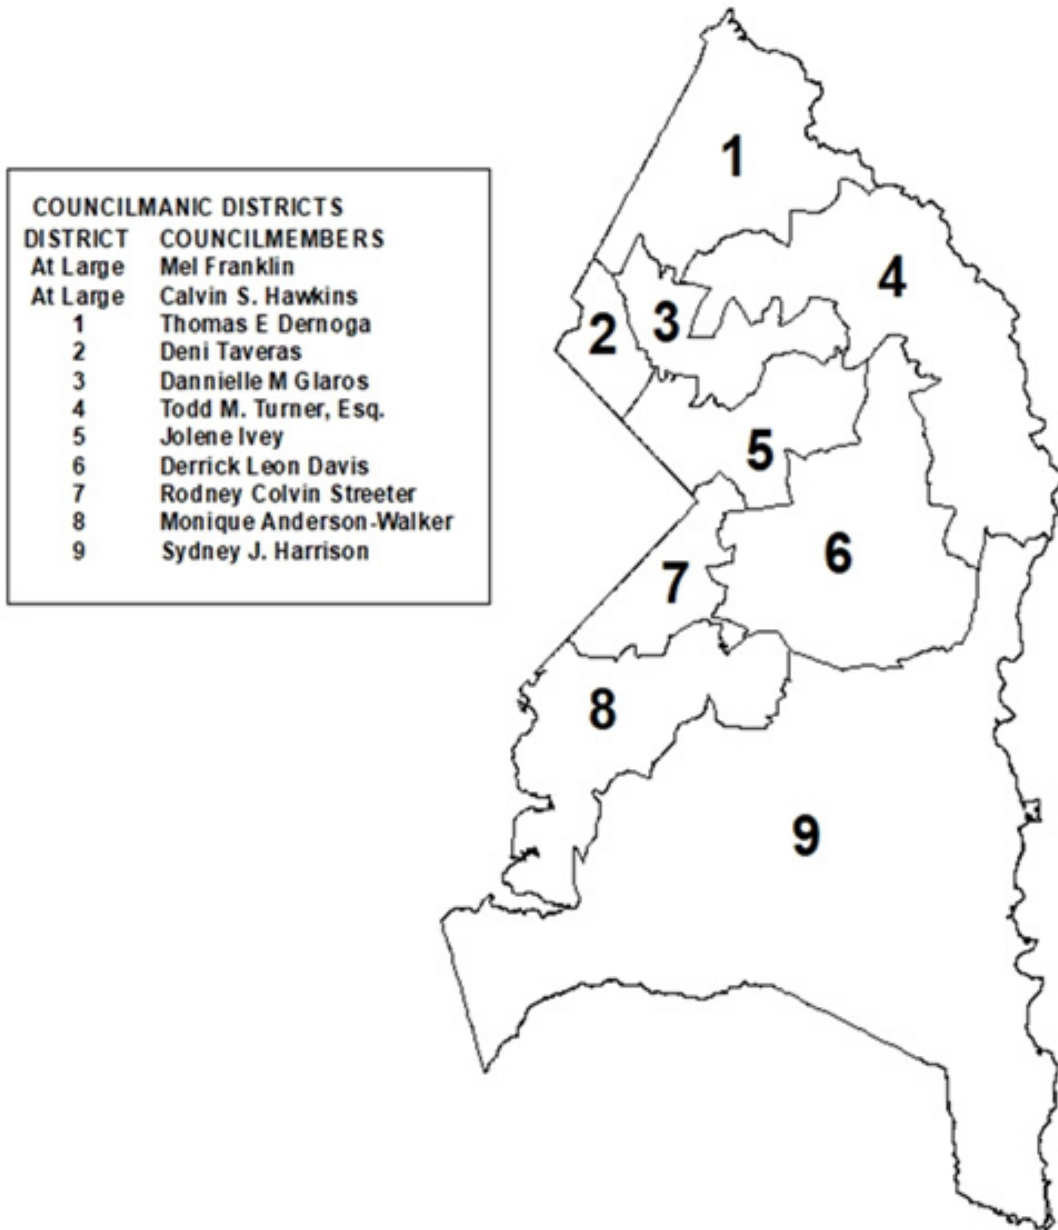 COUNCILMANIC DISTRICTS
DISTRICT COUNCILMEMBERS
At Large Mel Franklin
At Large Calvin S. Hawkins
1 Thomas E Dernoga
2 Deni Taveras
3 Dannielle M Glaros
4 Todd M. Turner, Esq.
5 Jolene Ivey
6 Derrick Leon Davis
7 Rodney Colvin Streeter
8 Monique Anderson-Walker
9 Sydney J. Harrison
1
4
2
3
5
6
7
8
9